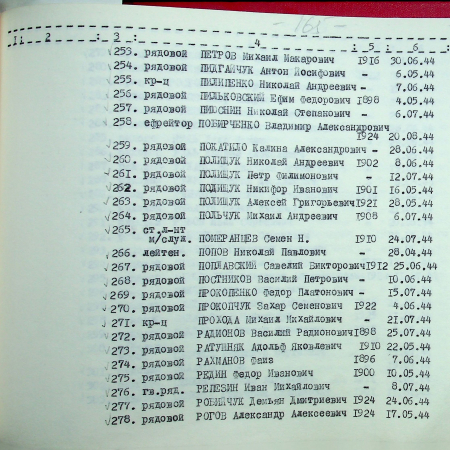 - 165 -
1: 2 : 3 : 4 : 5 : 6 :
253. рядовой ПЕТРОВ Михаил Макарович 1916 30.06.44
254. рядовой ПИДГАЙЧУК Антон Иосифович - 6.05.44
255. кр-ц ПИЛИПЕНКО Николай Андреевич - 7.06.44
256. рядовой ПИЛЬКОВСКИЙ Ефим Федорович 1898 4.05.44
257. рядовой Николай Степанович - 6.07.44
258. ефрейтор ПОВИРЧЕНКО Владимир Александрович
1924 20.08.44
259. рядовой ПОКАТИЛО Калина Александрович - 28.06.44
260. рядовой ПОЛИЩУК Николай Андреевич 1902 8.06.44
261. рядовой ПОЛИЩУК Петр Филимонович - 12.07.44
262. рядовой ПОЛИЩУК Никифор Иванович 1901 16.05.44
263. рядовой ПОЛИЩУК Алексей Григорьевич 1921 28.05.44
264. рядовой ПОЛЬЧУК Михаил Андреевич 1908 6.07.44
265. ст.л-нт
м/служ. ПОМЕРАНЦЕВ Семен Н. 1910 24.07.44
266. лейтен. ПОПОВ Николай Павлович - 28.04.44
267. рядовой ПОПЛАВСКИЙ Савелий Викторович 1912 25.06.44
268. рядовой ПОСТНИКОВ Василий Петрович - 10.06.44
269. рядовой ПРОКОПЕНКО Федор Платонович - 15.07.44
270. рядовой ПРОКОПЧУК Захар Семенович 1922 4.06.44
271. кр-ц ПРОХОДА Михаил Михайлович - 21.07.44
272. рядовой РАДИОНОВ Василий Радионович 1898 25.07.44
273. рядовой РАТУШНЯК Адольф Яковлевич 1910 22.05.44
274. рядовой РАХМАНОВ Фаиз 1896 7.06.44
275. рядовой РЕДИН Федор Иванович 1900 10.05.44
276. гв.ряд. РЕПЕЗИН Иван Михайлович - 8.07.44
277. рядовой Демьян Дмитриевич 1924 24.06.44
278. рядовой РОГОВ Александр Алексеевич 1924 17.05.44